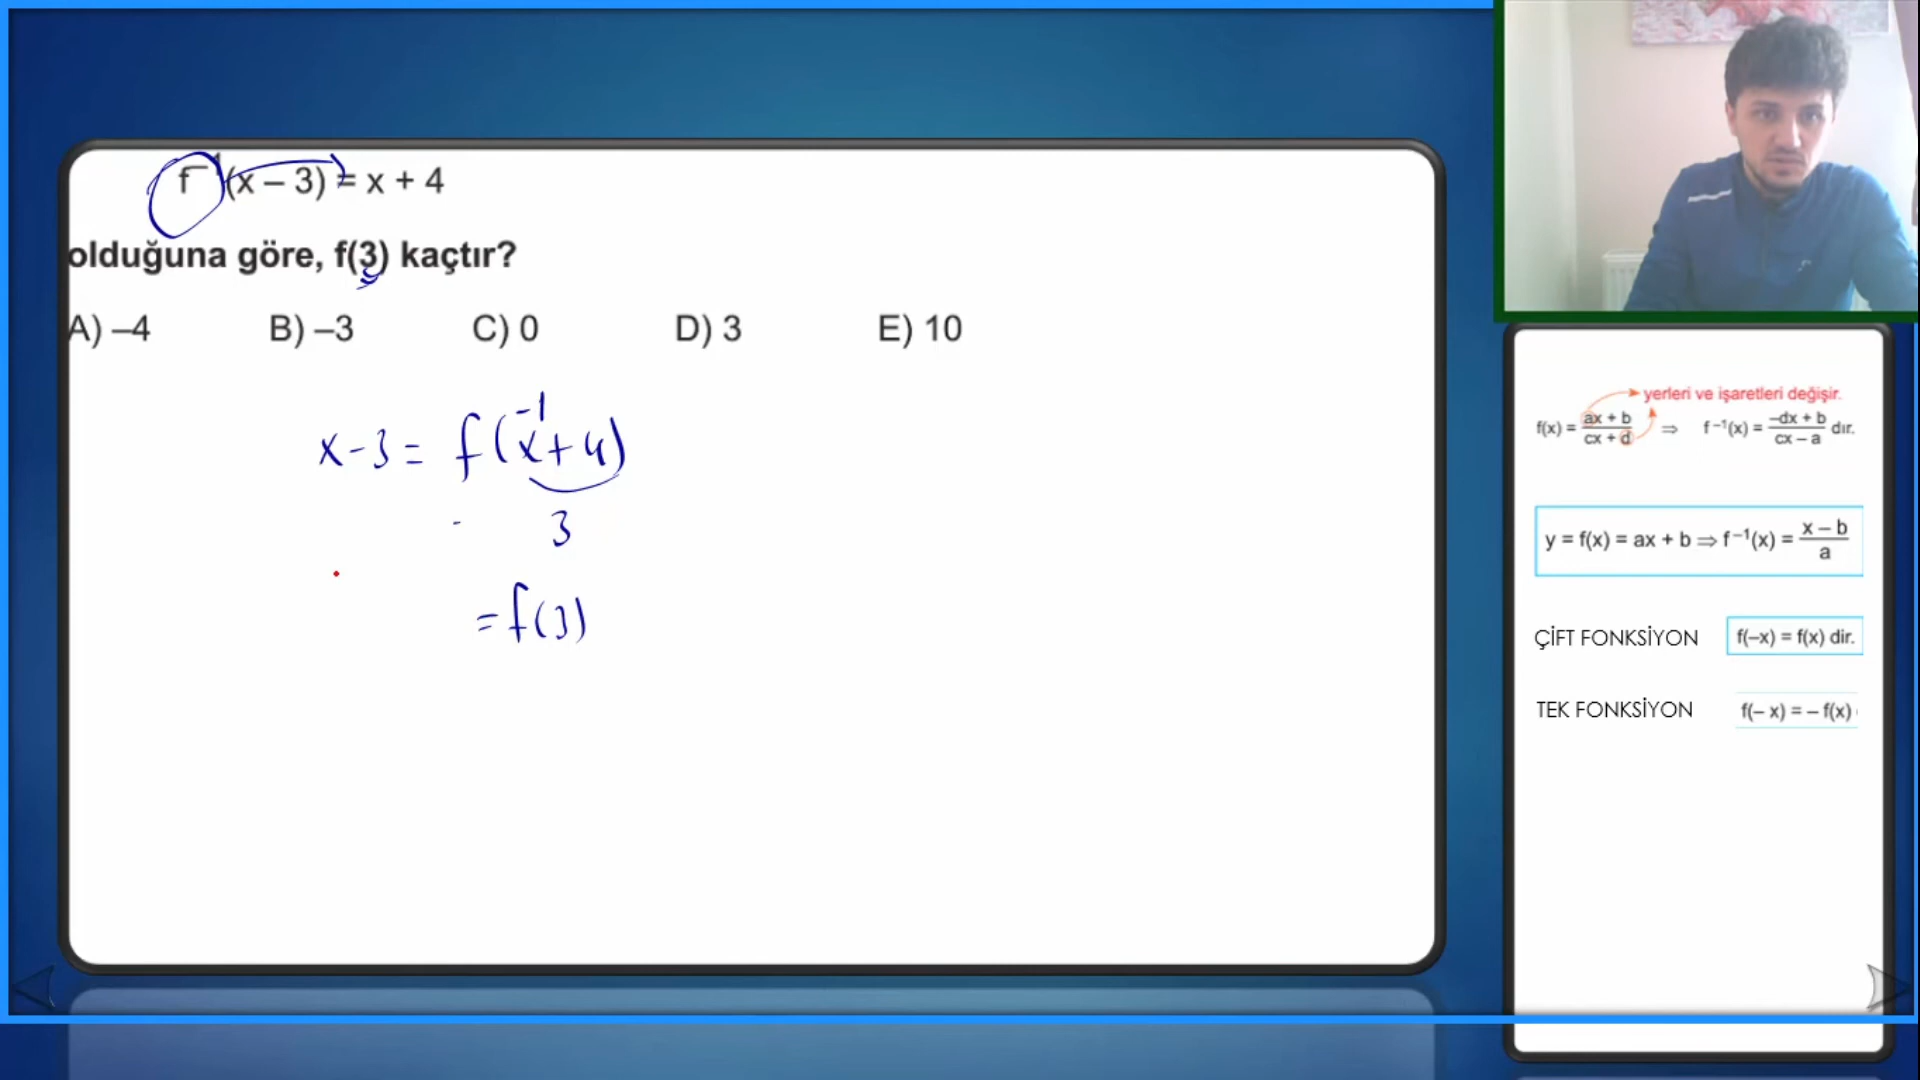 f⁻¹(x – 3) = x + 4
olduğuna göre, f(3) kaçtır?
A) –4 B) –3 C) 0 D) 3 E) 10
-1
x-3 = f(x+4)
3
= f(3)
yerleri ve işaretleri değişir.
f(x) = (ax + b)/(cx + d) ⇒ f⁻¹(x) = (–dx + b)/(cx – a) dır.
y = f(x) = ax + b ⇒ f⁻¹(x) = (x – b)/a
ÇİFT FONKSİYON f(–x) = f(x) dir.
TEK FONKSİYON f(– x) = – f(x)